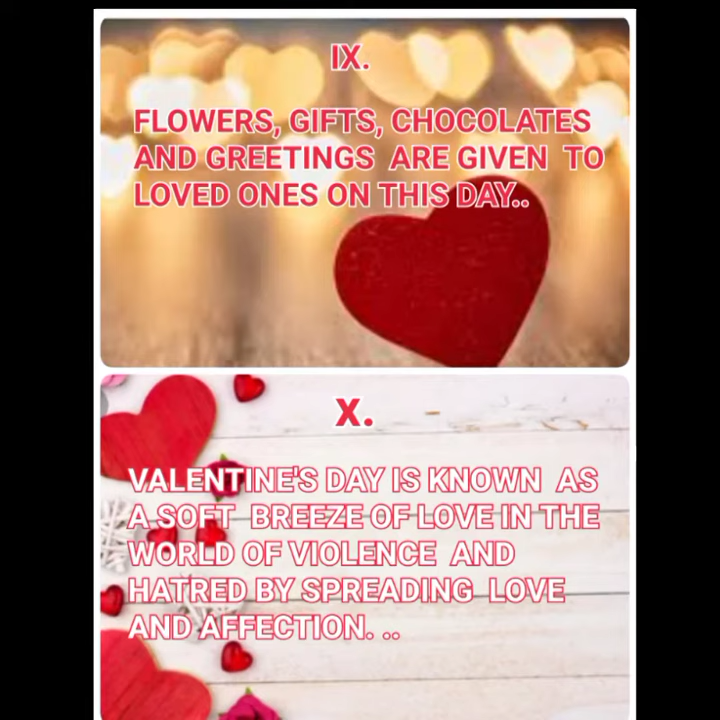 IX.
FLOWERS, GIFTS, CHOCOLATES
AND GREETINGS ARE GIVEN TO
LOVED ONES ON THIS DAY..
X.
VALENTINE'S DAY IS KNOWN AS
A SOFT BREEZE OF LOVE IN THE
WORLD OF VIOLENCE AND
HATRED BY SPREADING LOVE
AND AFFECTION. ..